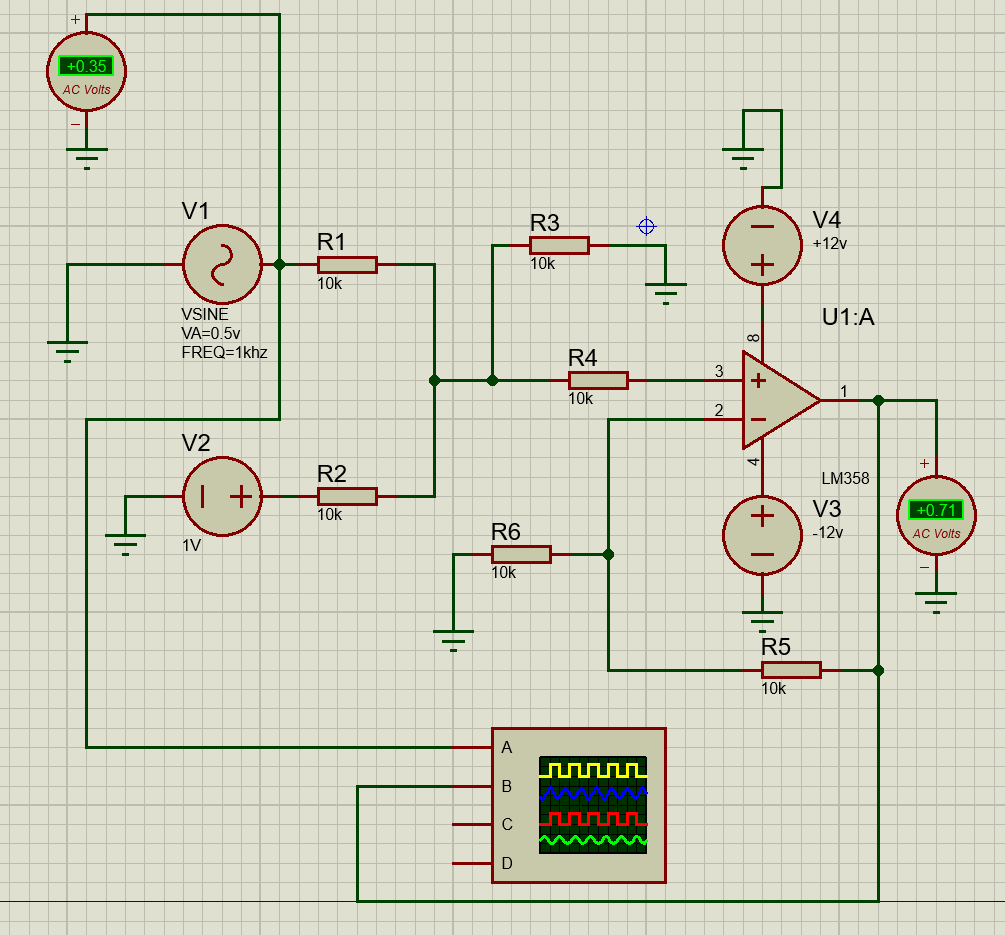 +
+0.35
AC Volts
−
V1
VSINE
VA=0.5v
FREQ=1khz
R1
10k
R3
10k
V4
+12v
U1:A
8
3
2
1
4
LM358
R4
10k
V2
1V
R2
10k
V3
-12v
+
+0.71
AC Volts
−
R6
10k
R5
10k
A
B
C
D